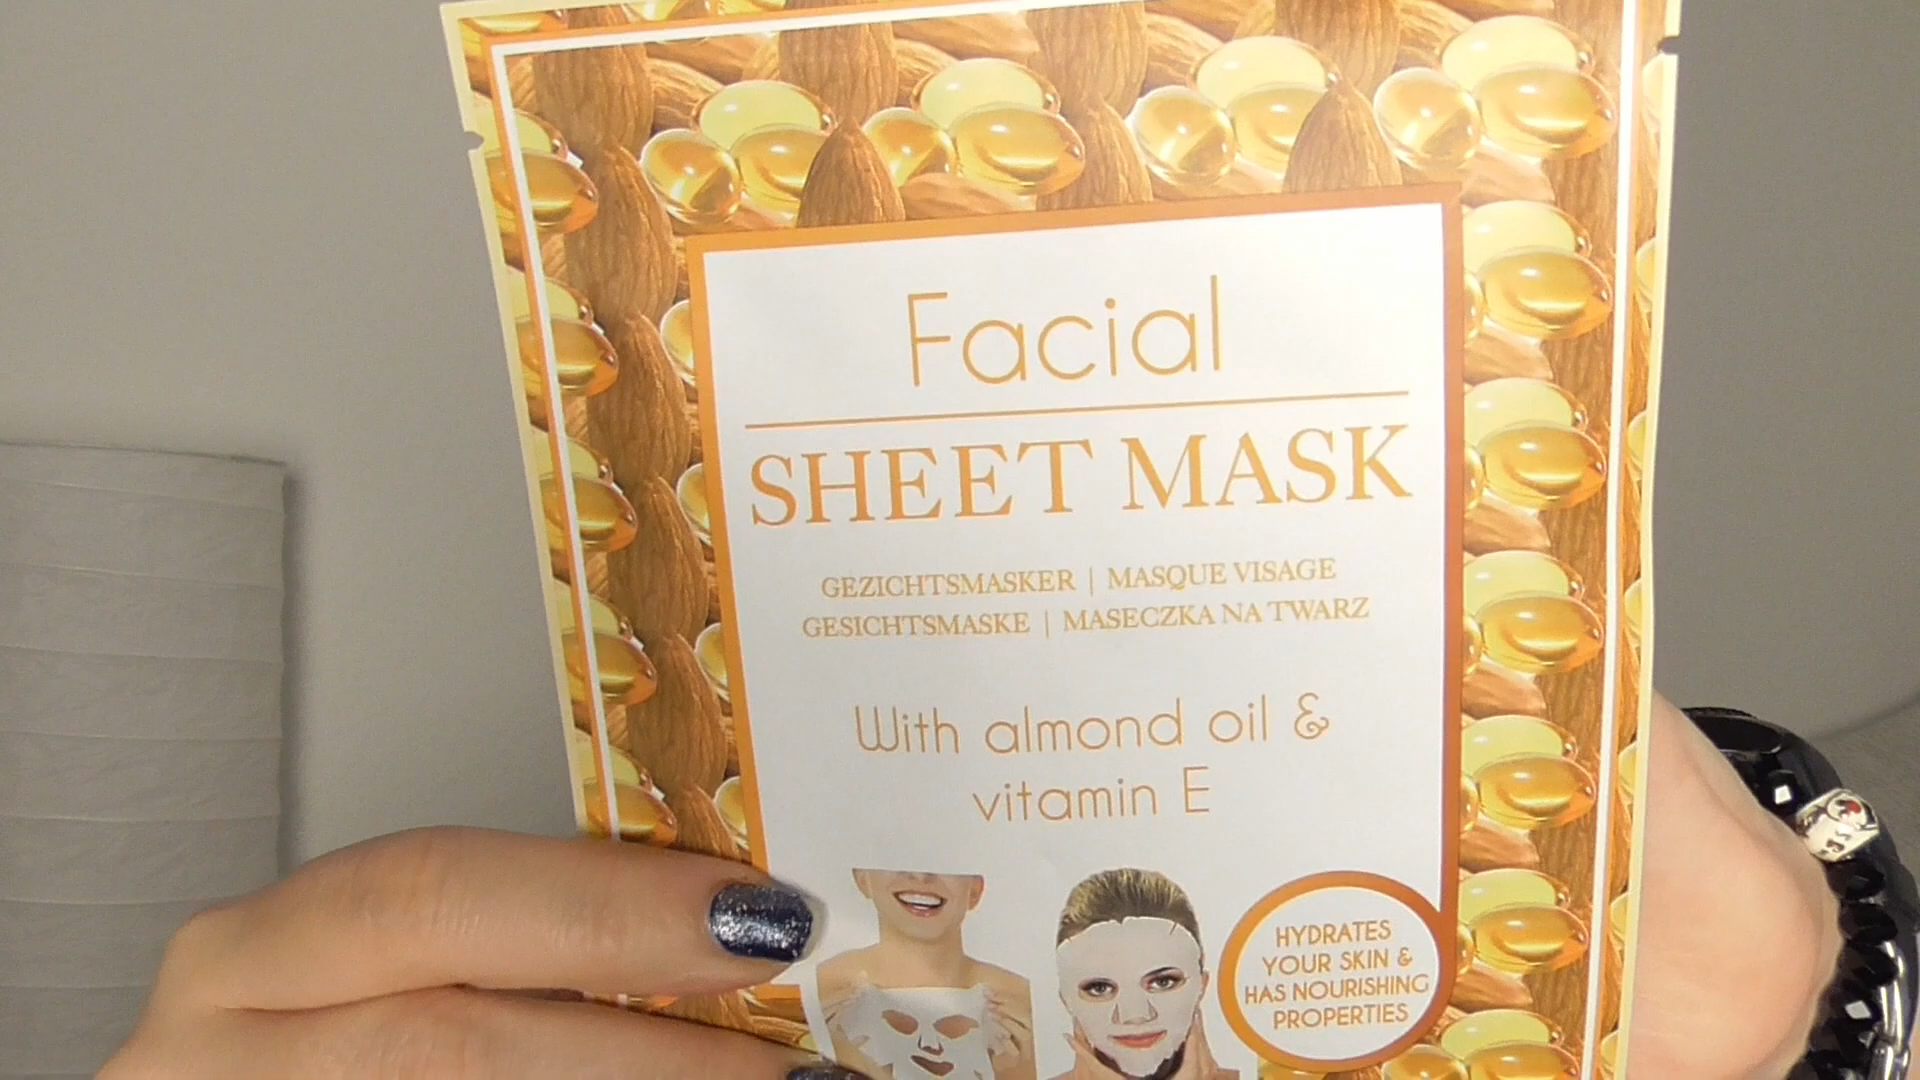 Facial
SHEET MASK
GEZICHTSMASKER | MASQUE VISAGE
GESICHTSMASKE | MASECZKA NA TWARZ
With almond oil &
vitamin E
HYDRATES
YOUR SKIN &
HAS NOURISHING
PROPERTIES